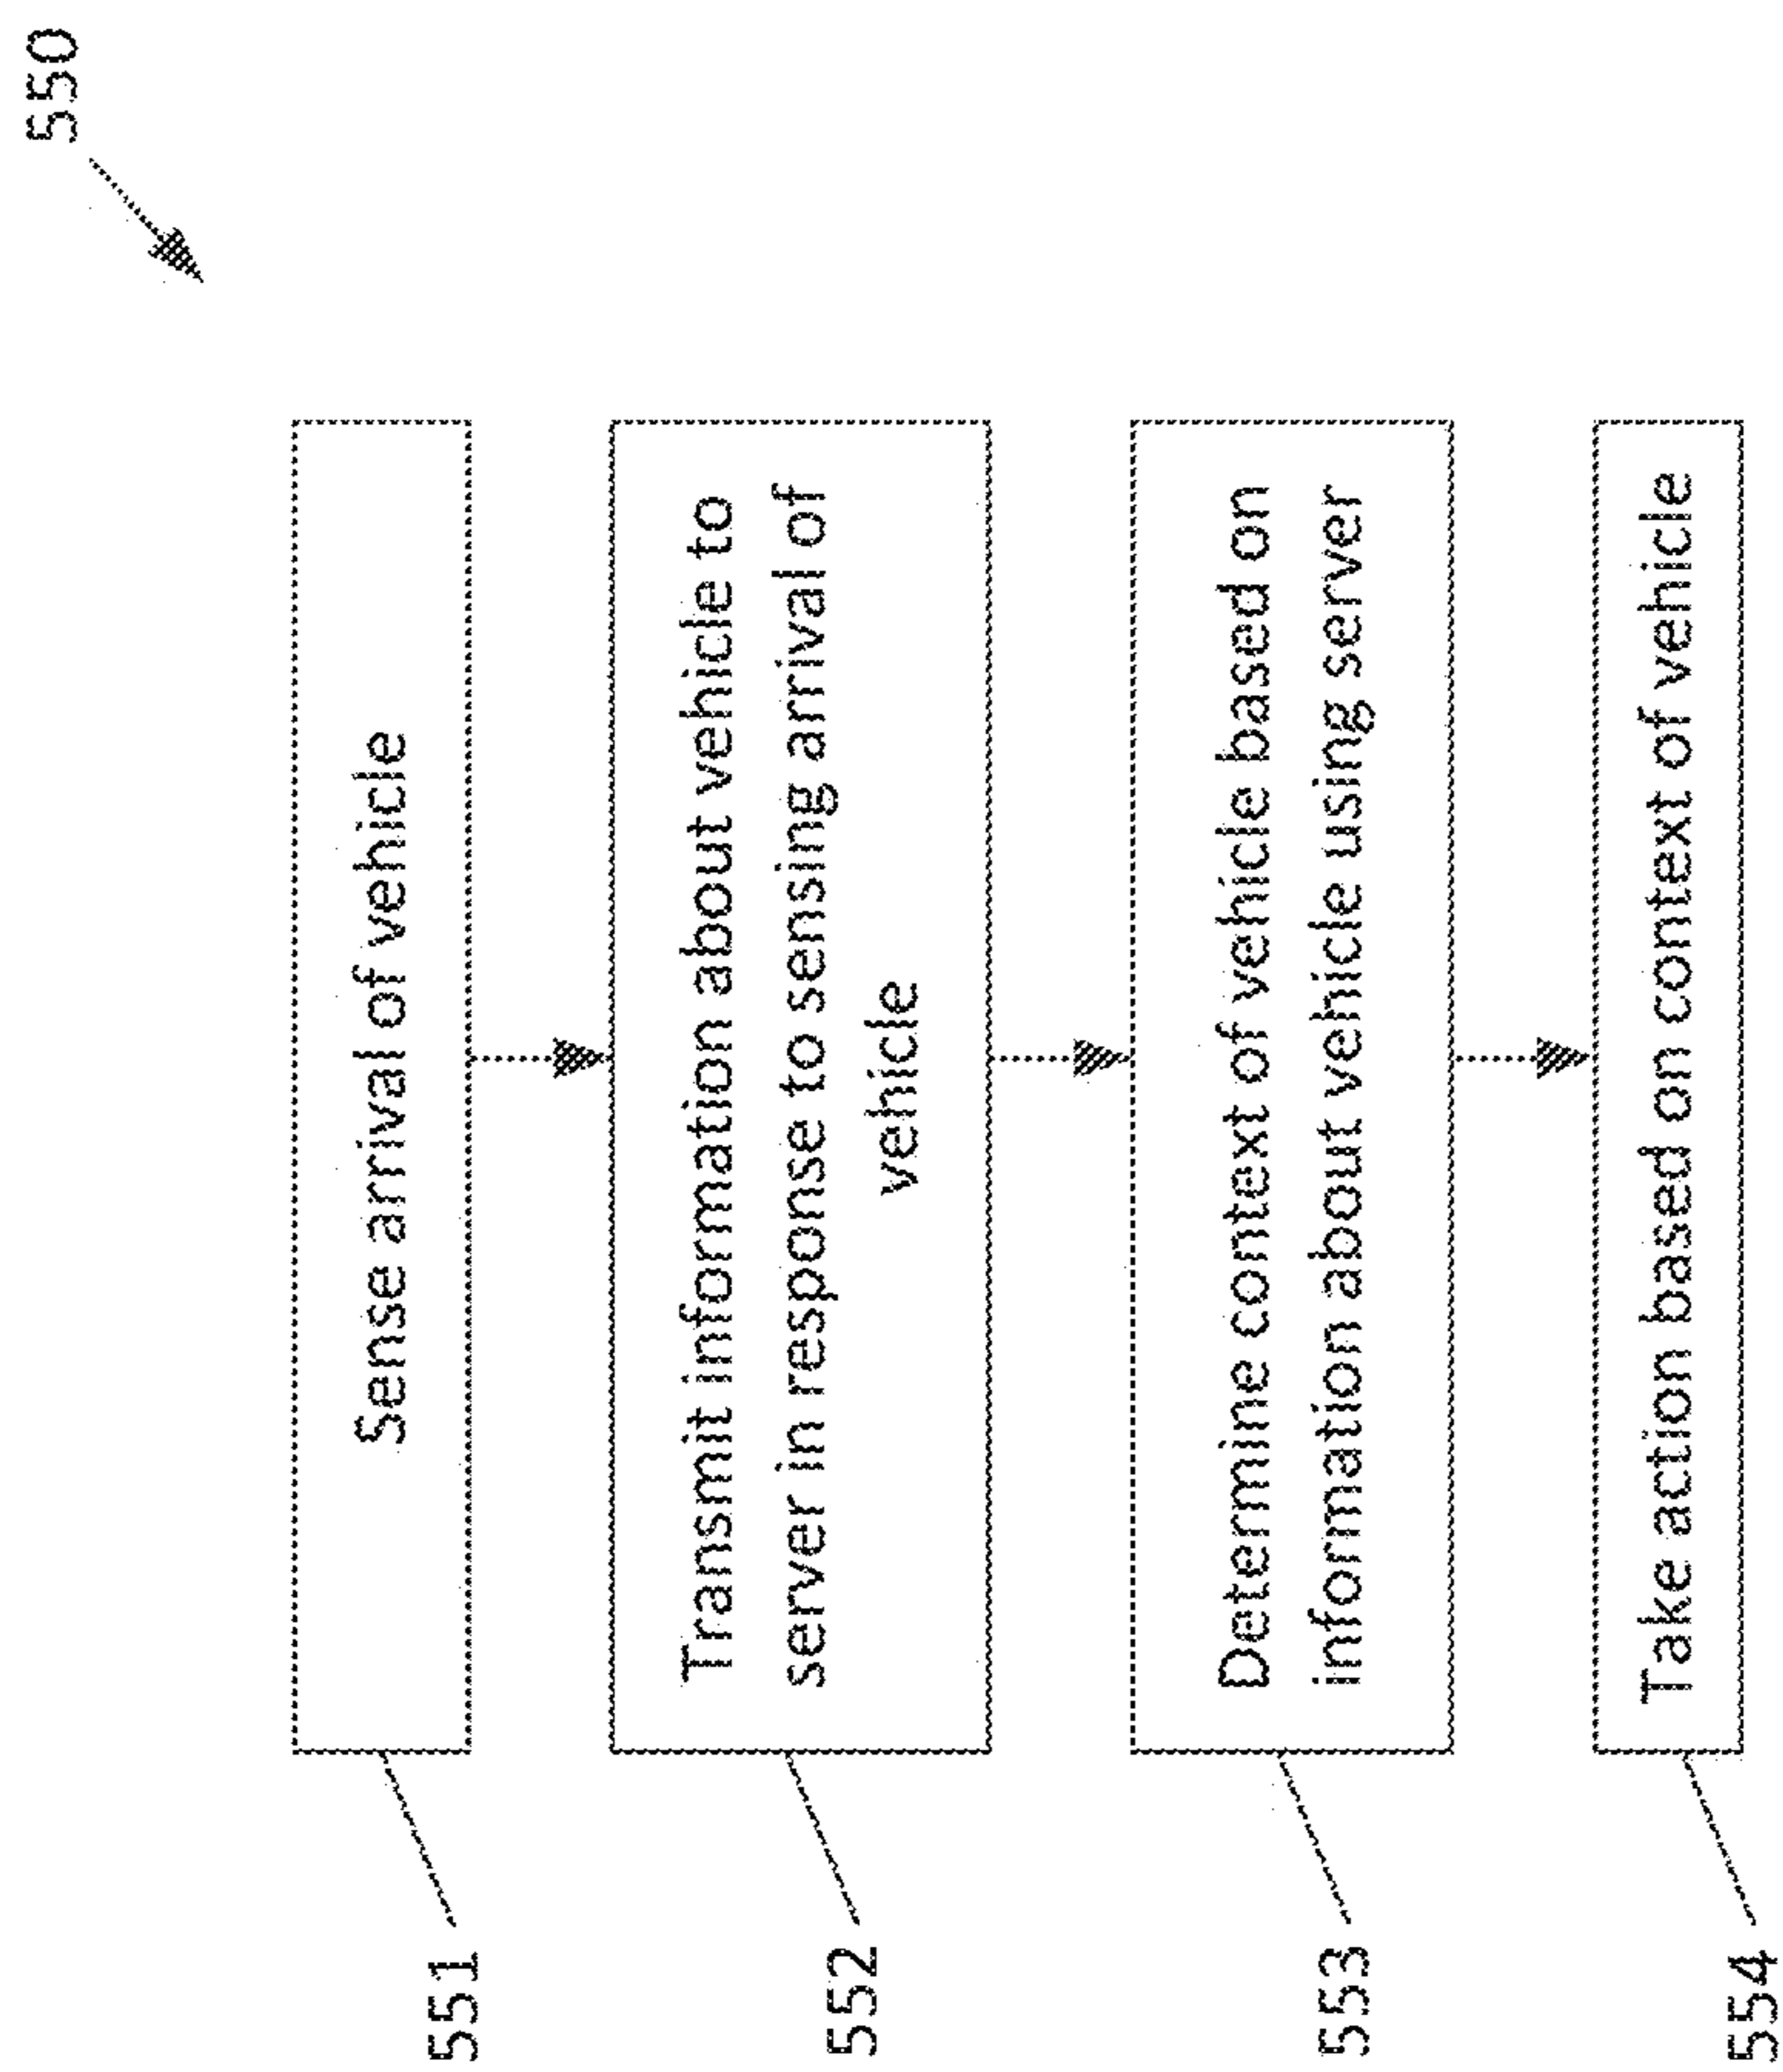 550
551
Sense arrival of vehicle
552
Transmit information about vehicle to
server in response to sensing arrival of
vehicle
553
Determine context of vehicle based on
information about vehicle using server
554
Take action based on context of vehicle